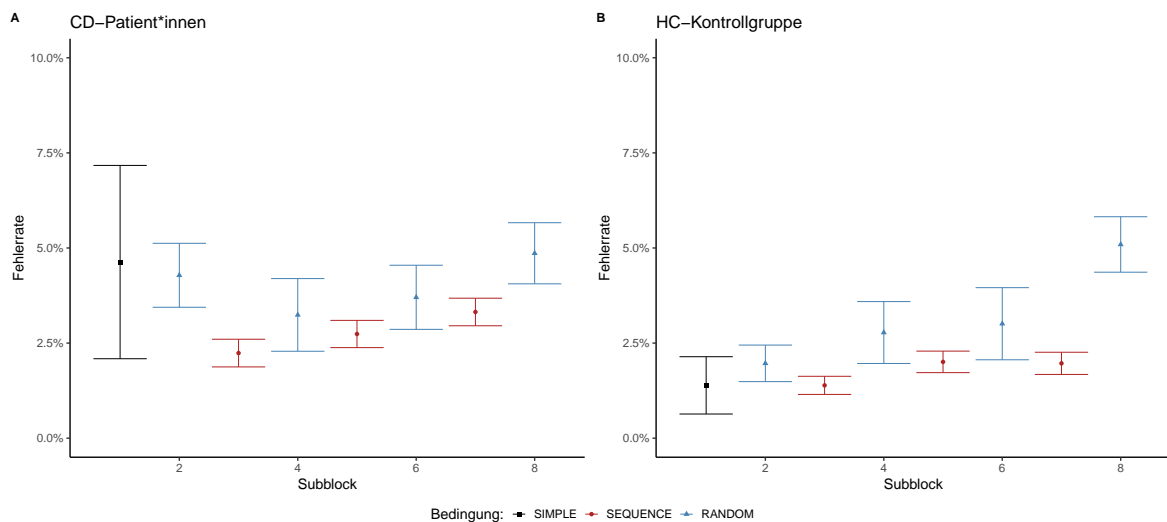 A
CD−Patient*innen
10.0%
7.5%
5.0%
2.5%
0.0%
Fehlerrate
2 4 6 8
Subblock
B
HC−Kontrollgruppe
10.0%
7.5%
5.0%
2.5%
0.0%
Fehlerrate
2 4 6 8
Subblock
Bedingung: SIMPLE SEQUENCE RANDOM